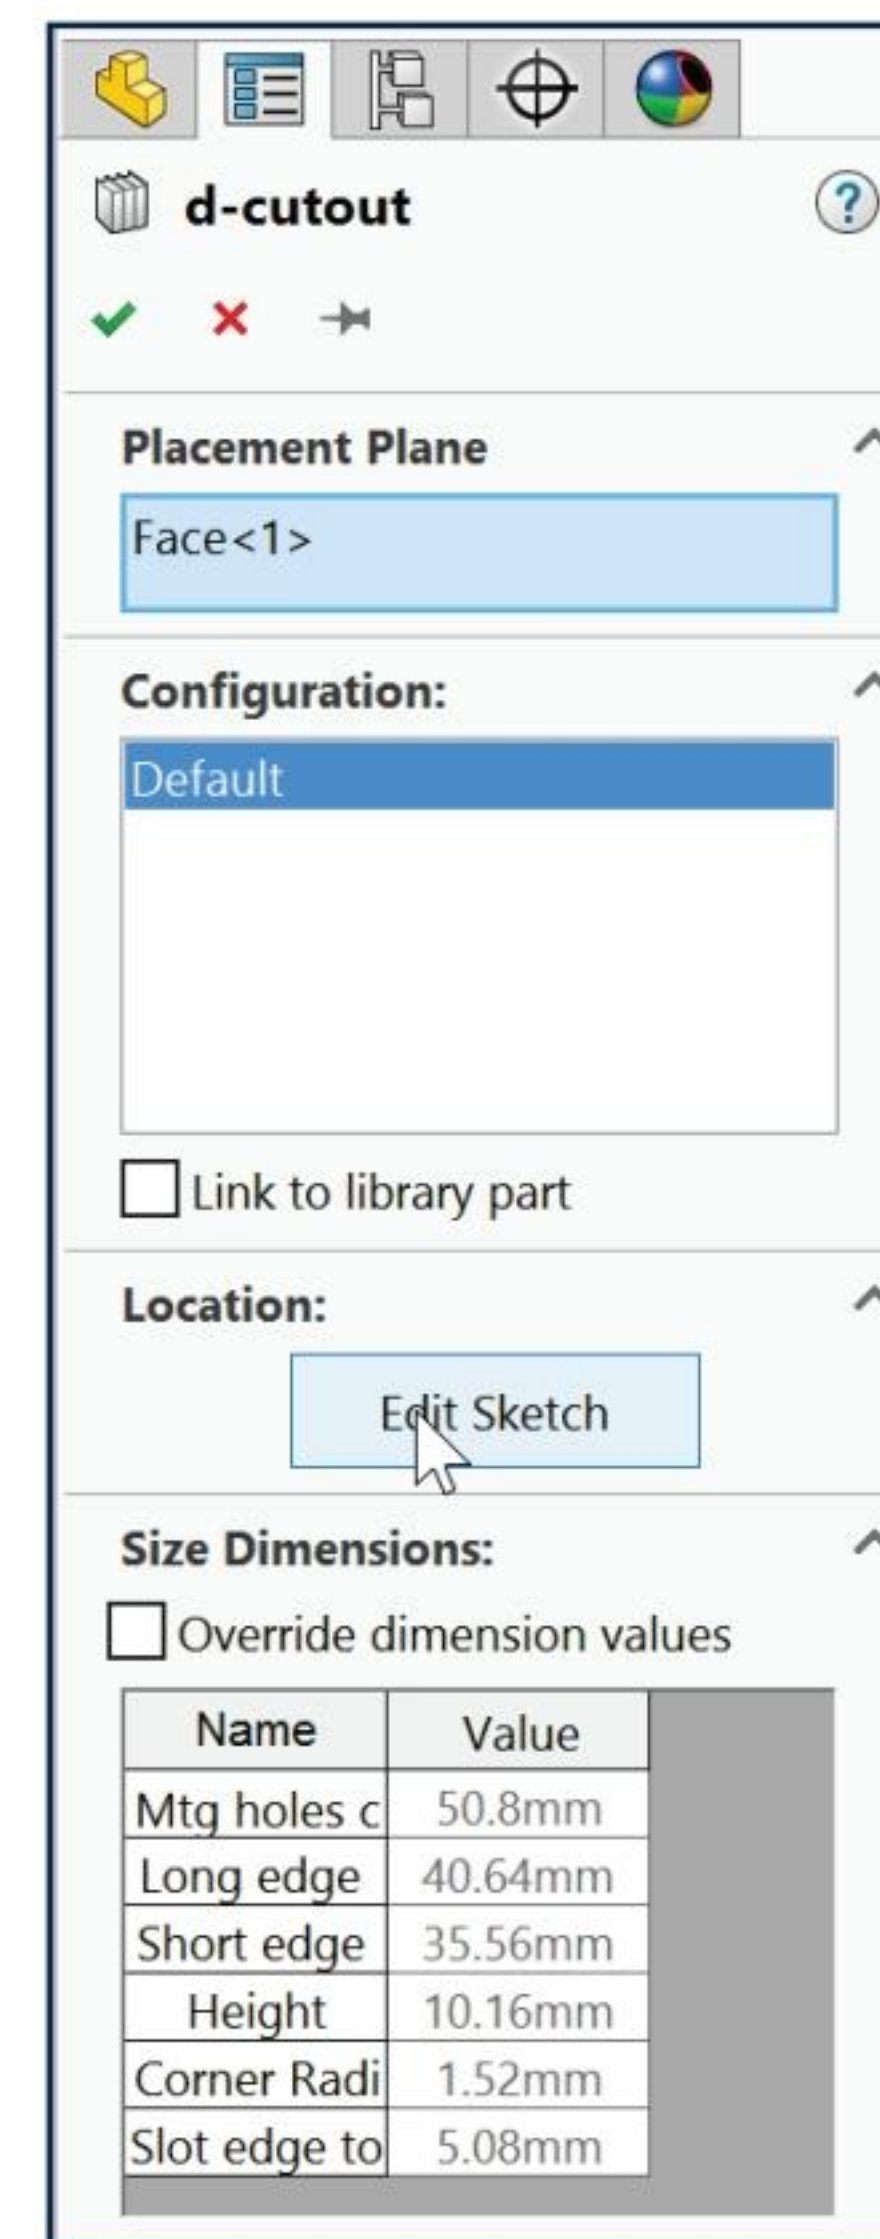 d-cutout
?
Placement Plane
Face<1>
Configuration:
Default
Link to library part
Location:
Edit Sketch
Size Dimensions:
Override dimension values
Name Value
Mtg holes c 50.8mm
Long edge 40.64mm
Short edge 35.56mm
Height 10.16mm
Corner Radi 1.52mm
Slot edge to 5.08mm